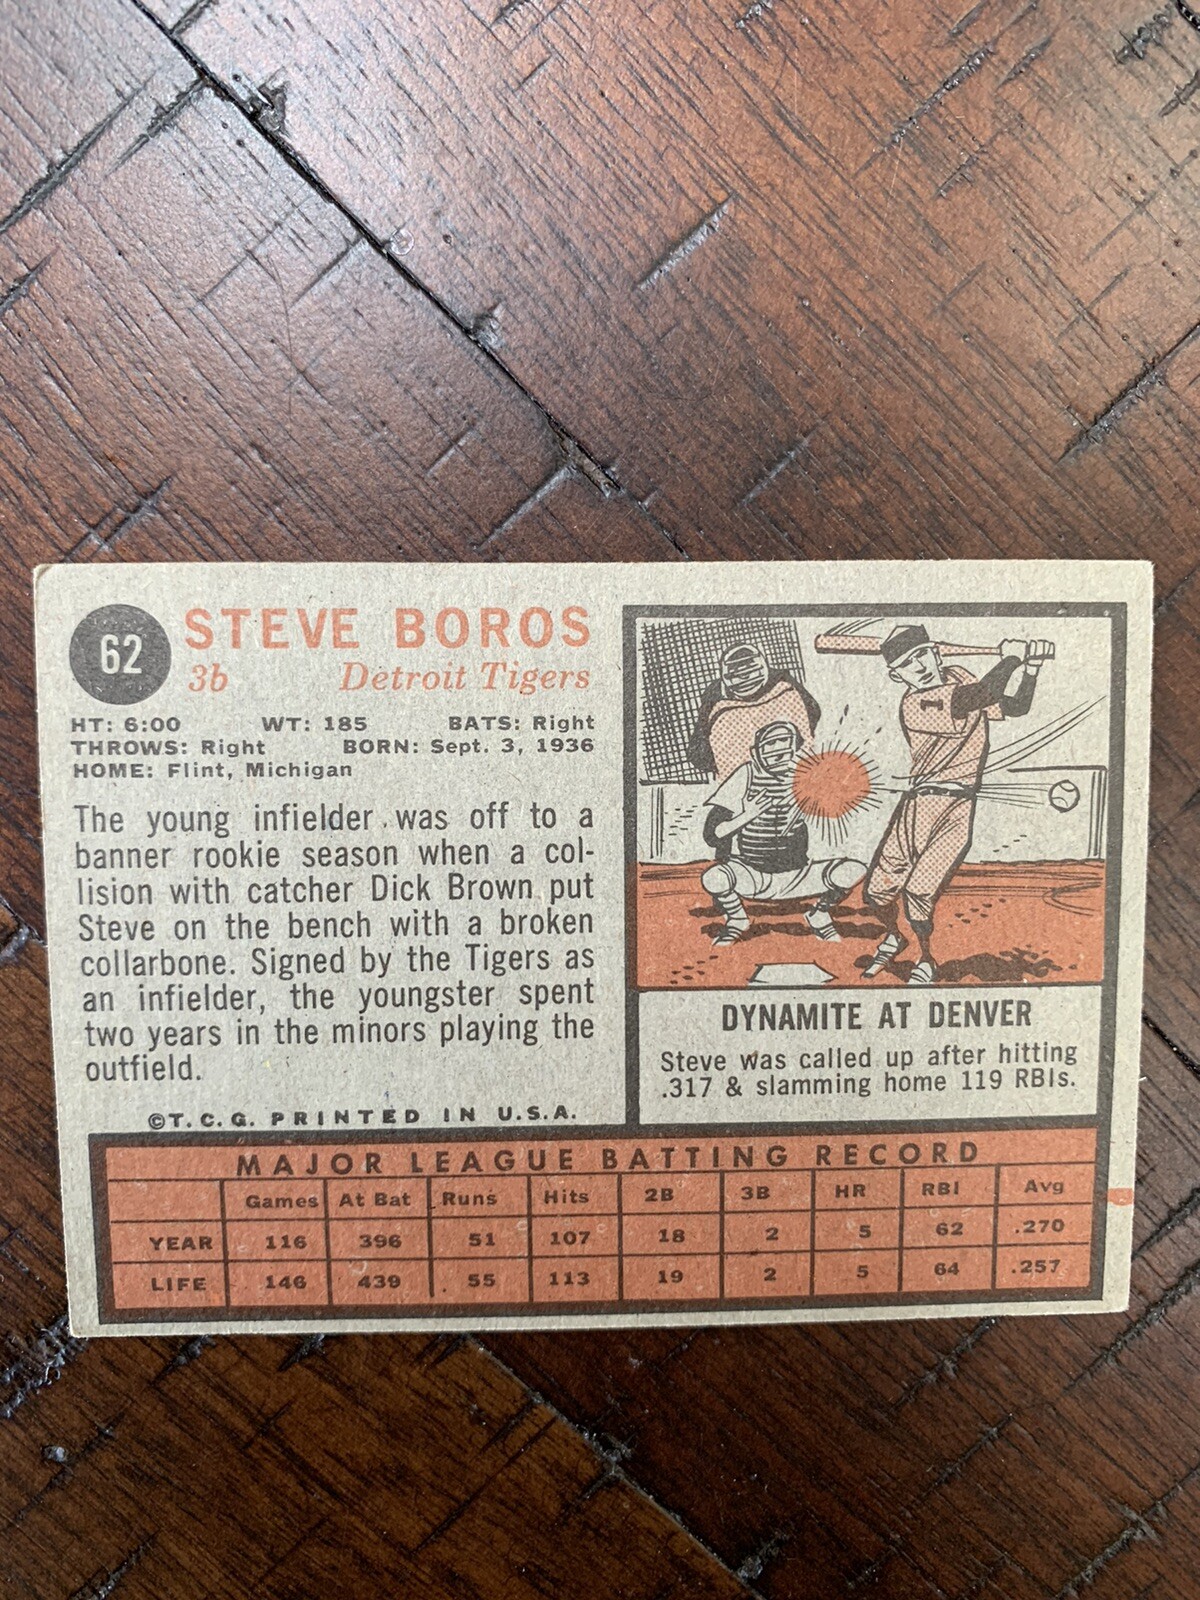 62
STEVE BOROS
3b Detroit Tigers
HT: 6:00 WT: 185 BATS: Right
THROWS: Right BORN: Sept. 3, 1936
HOME: Flint, Michigan
The young infielder was off to a
banner rookie season when a col-
lision with catcher Dick Brown put
Steve on the bench with a broken
collarbone. Signed by the Tigers as
an infielder, the youngster spent
two years in the minors playing the
outfield.
©T.C.G. PRINTED IN U.S.A.
1
DYNAMITE AT DENVER
Steve was called up after hitting
.317 & slamming home 119 RBIs.
MAJOR LEAGUE BATTING RECORD
Games At Bat Runs Hits 2B 3B HR RBI Avg
YEAR 116 396 51 107 18 2 5 62 .270
LIFE 146 439 55 113 19 2 5 64 .257